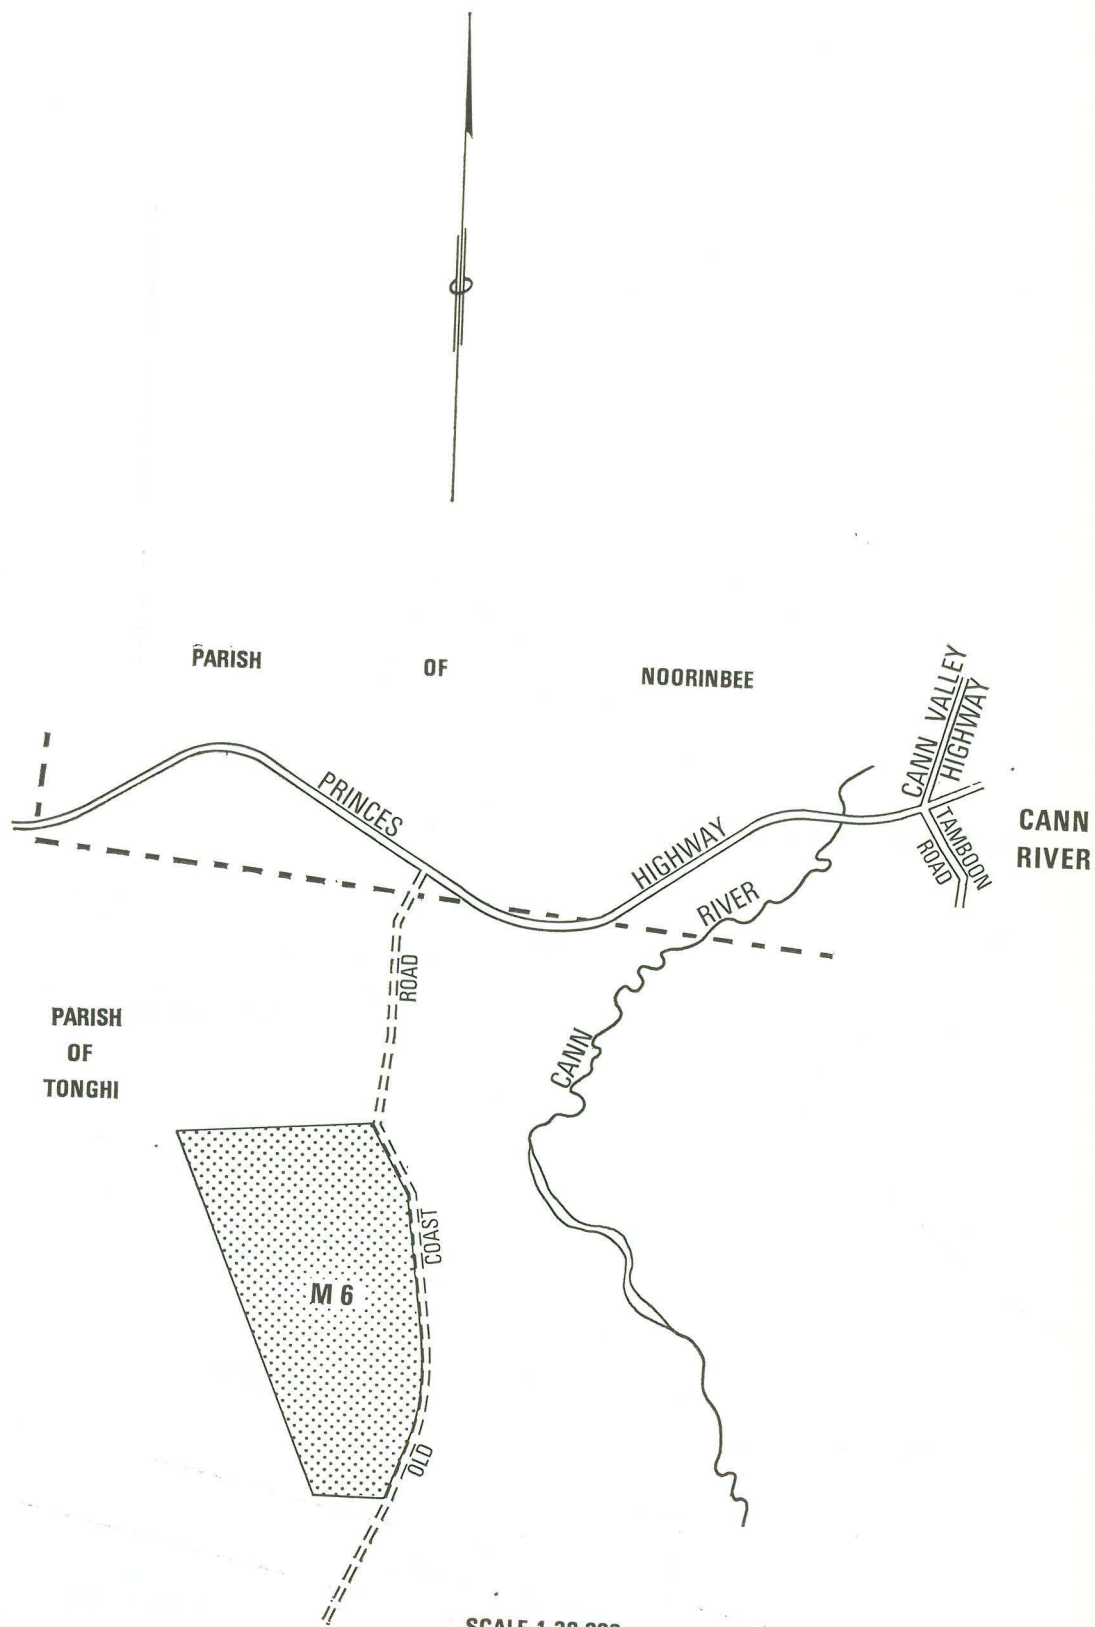 PARISH OF NOORINBEE
CANN VALLEY
HIGHWAY
PRINCES
HIGHWAY
TAMBOON
ROAD
CANN
RIVER
RIVER
CANN
ROAD
PARISH
OF
TONGHI
COAST
M 6
OLD